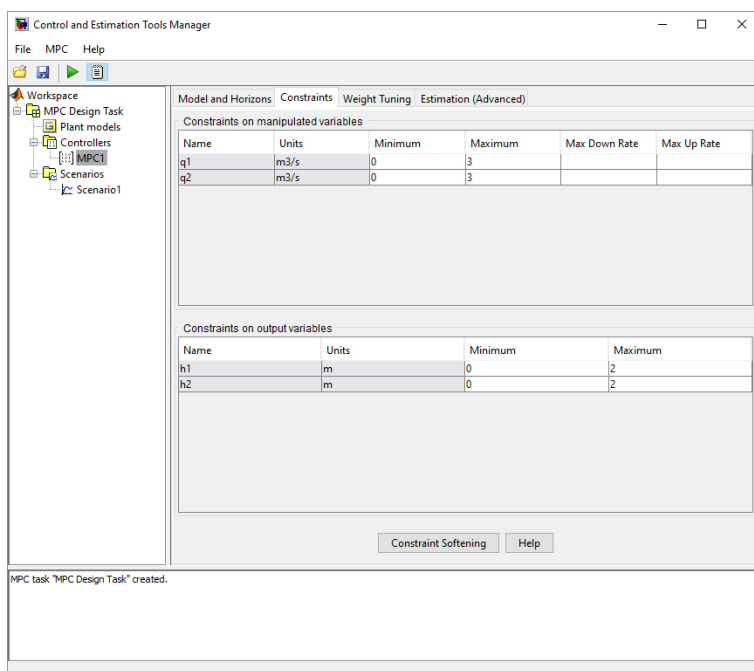 Control and Estimation Tools Manager
File MPC Help
Workspace
MPC Design Task
Plant models
Controllers
MPC1
Scenarios
Scenario1
Model and Horizons Constraints Weight Tuning Estimation (Advanced)
Constraints on manipulated variables
Name Units Minimum Maximum Max Down Rate Max Up Rate
q1 m3/s 0 3
q2 m3/s 0 3
Constraints on output variables
Name Units Minimum Maximum
h1 m 0 2
h2 m 0 2
Constraint Softening Help
MPC task "MPC Design Task" created.